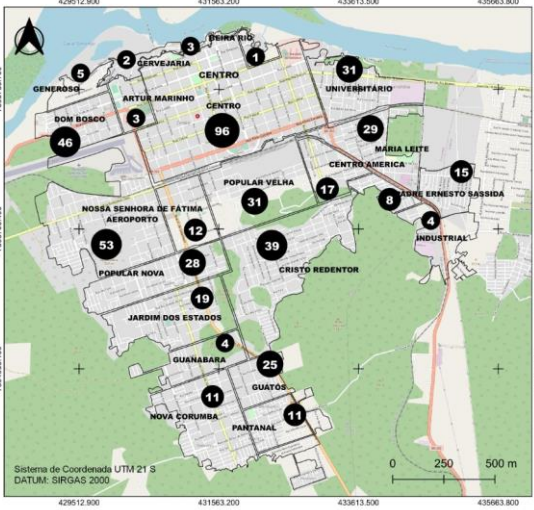 429512.900 431563.200 433613.500 435663.800
BEIRA RIO
3
1
2
CERVEJARIA
5
CENTRO
31
GENEROSO
UNIVERSITÁRIO
ARTUR MARINHO
CENTRO
DOM BOSCO
3
96
29
46
MARIA LEITE
CENTRO AMERICA
15
POPULAR VELHA
17
ADRE ERNESTO SASSIDA
31
8
NOSSA SENHORA DE FÁTIMA
AEROPORTO
4
12
INDUSTRIAL
53
39
28
POPULAR NOVA
CRISTO REDENTOR
19
JARDIM DOS ESTADOS
4
GUANABARA
25
GUATÓS
11
NOVA CORUMBA
11
PANTANAL
Sistema de Coordenada UTM 21 S
DATUM: SIRGAS 2000
0 250 500 m
429512.900 431563.200 433613.500 435663.800